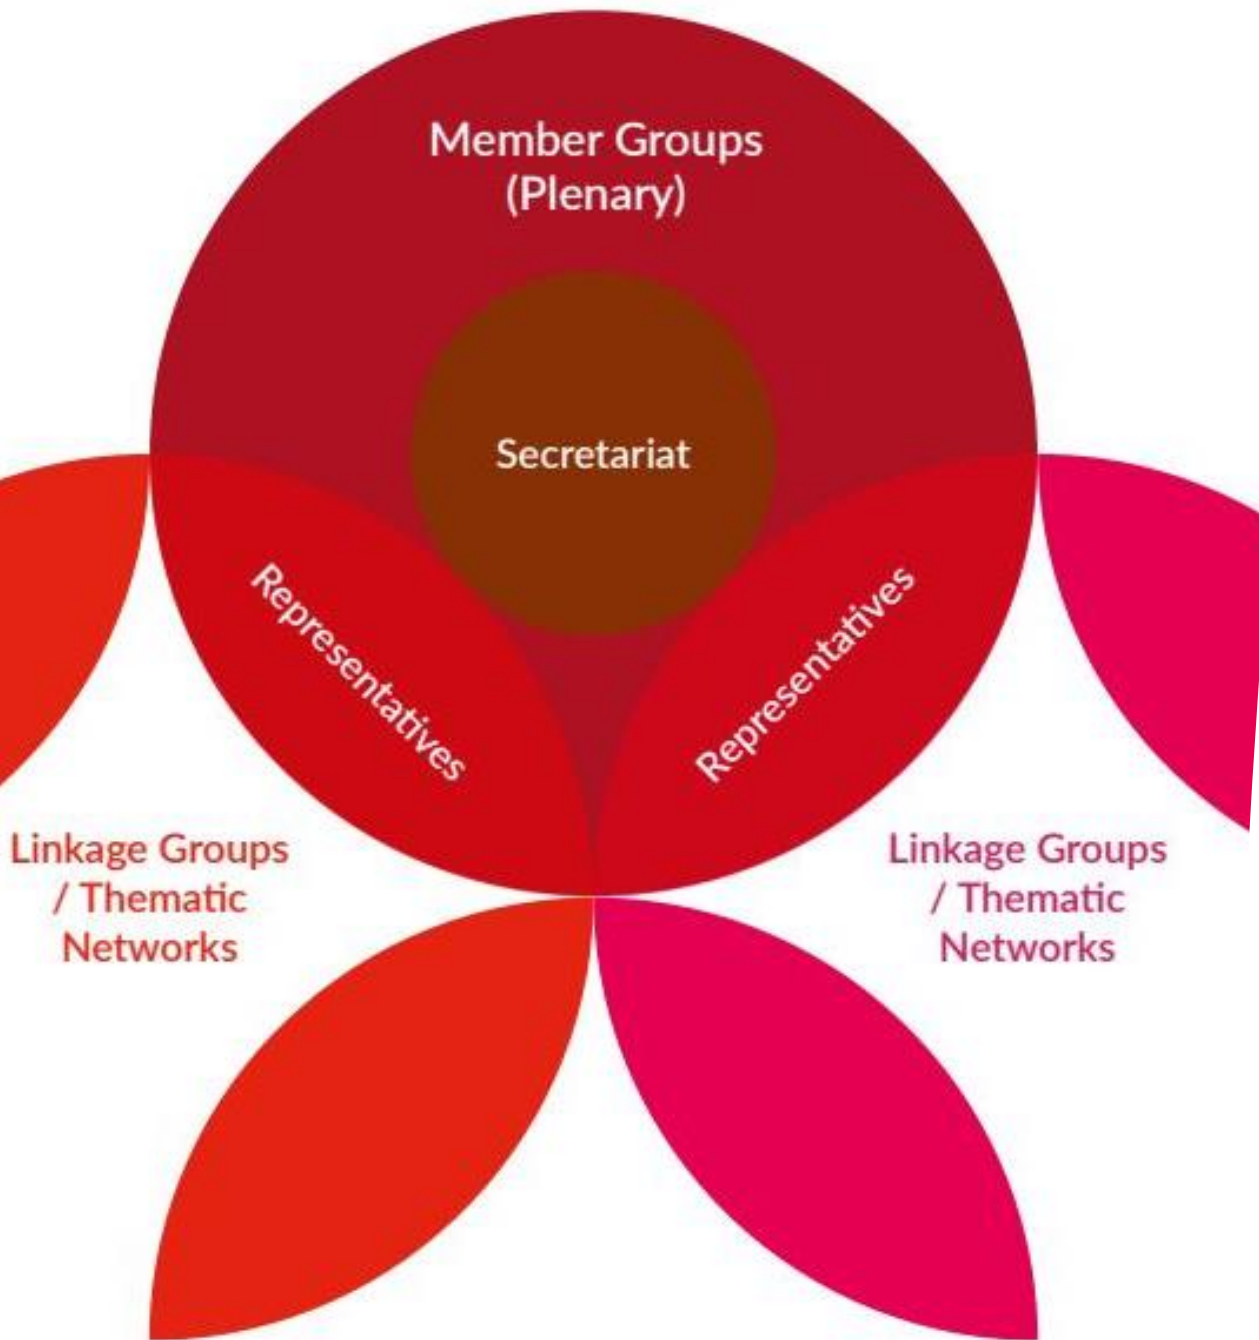 Member Groups
(Plenary)
Secretariat
Representatives
Representatives
Linkage Groups
/ Thematic
Networks
Linkage Groups
/ Thematic
Networks